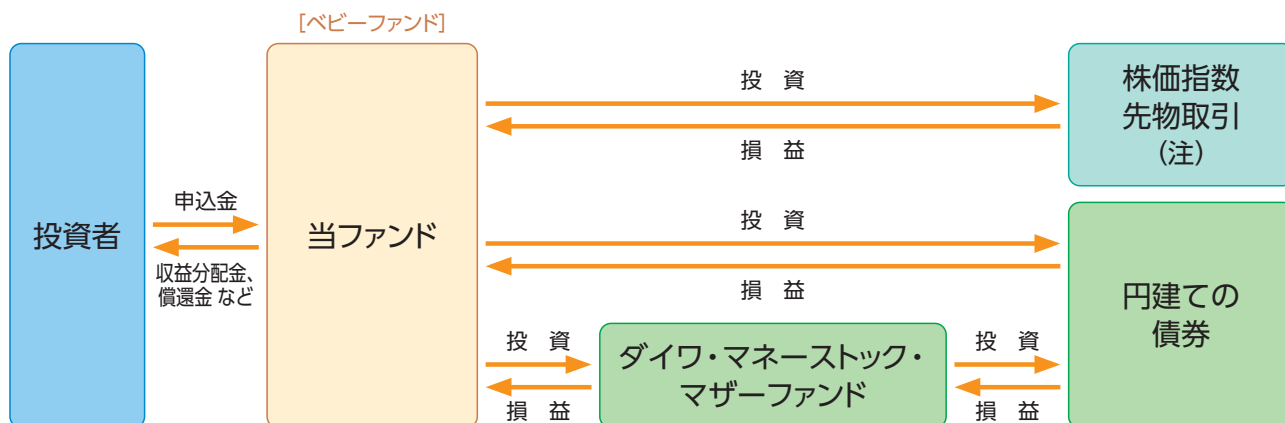 [ベビーファンド]
投資者
申込金
収益分配金、
償還金 など
当ファンド
投 資
損 益
株価指数
先物取引
(注)
投 資
損 益
円建ての
債券
投 資
損 益
ダイワ・マネーストック・
マザーファンド
投 資
損 益